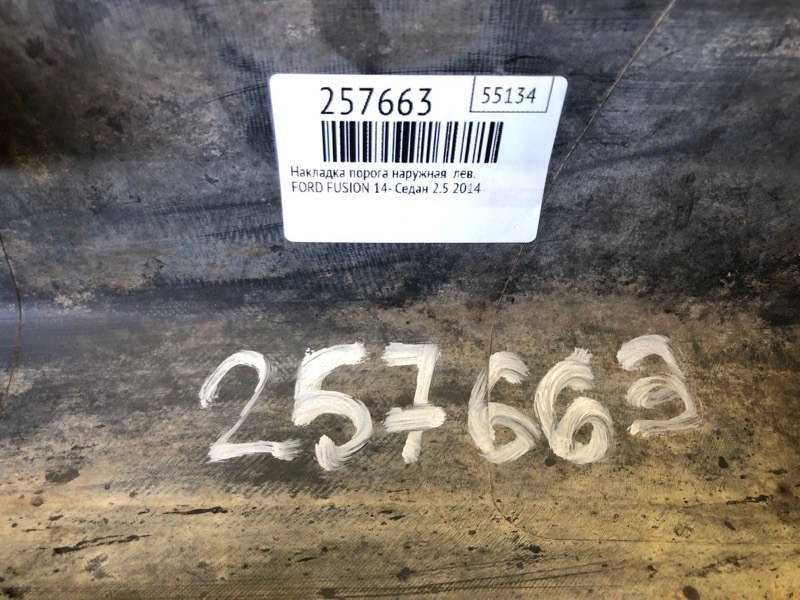 257663 55134
Накладка порога наружная лев.
FORD FUSION 14- Седан 2.5 2014
257663